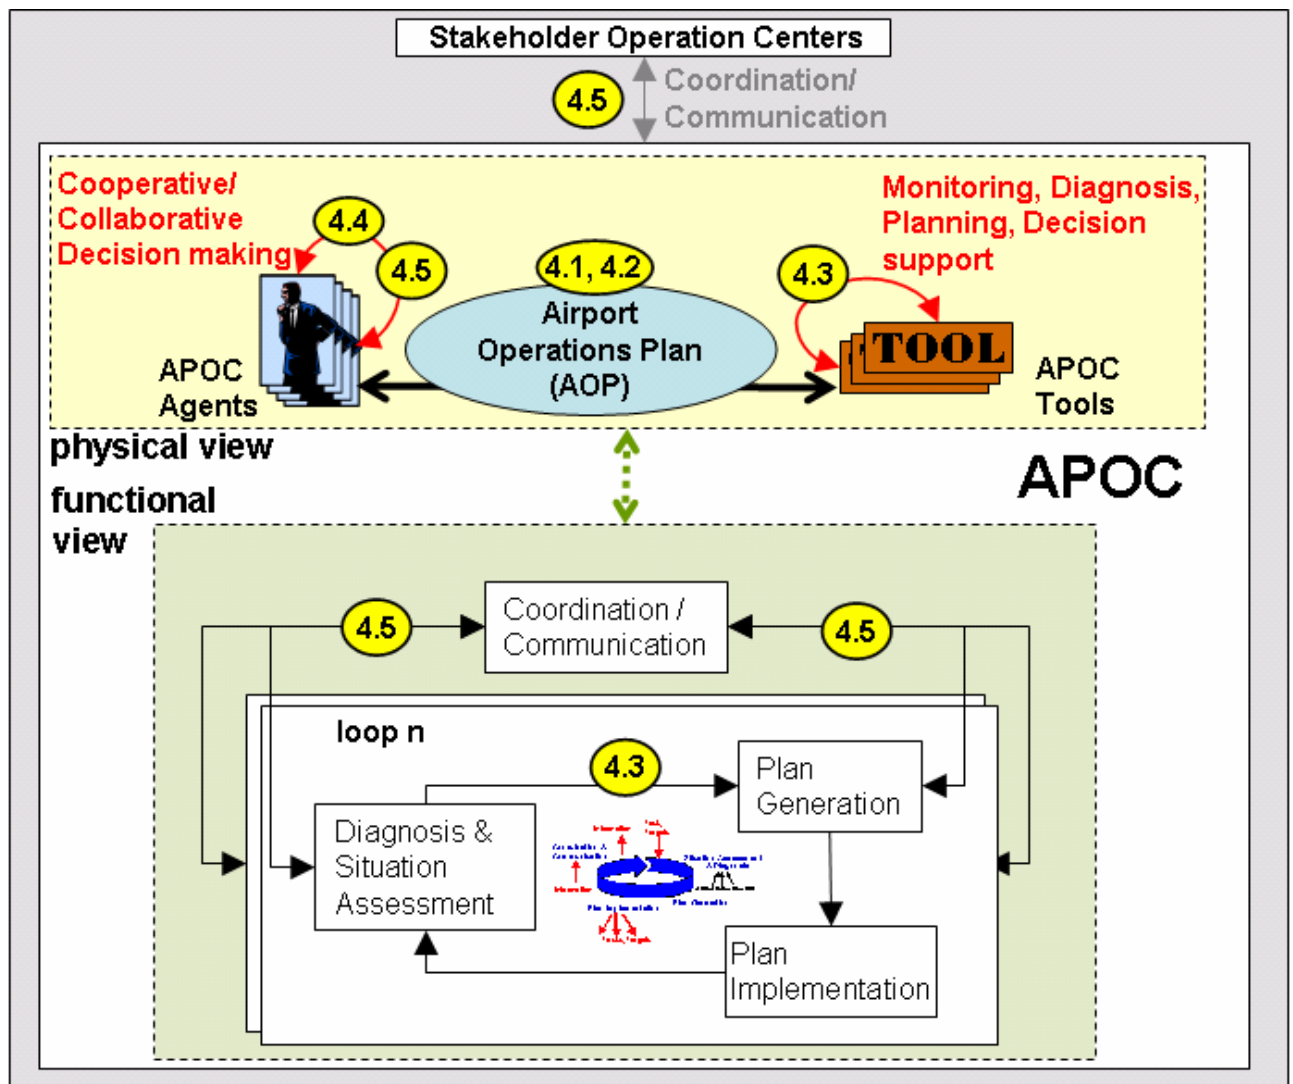 Stakeholder Operation Centers
4.5
Coordination/
Communication
Cooperative/
Collaborative
Decision making
4.4
4.5
4.1, 4.2
Airport
Operations Plan
(AOP)
Monitoring, Diagnosis,
Planning, Decision
support
4.3
TOOL
APOC
Agents
APOC
Tools
physical view
APOC
functional
view
4.5
Coordination /
Communication
4.5
loop n
4.3
Plan
Generation
Diagnosis &
Situation
Assessment
Plan
Implementation